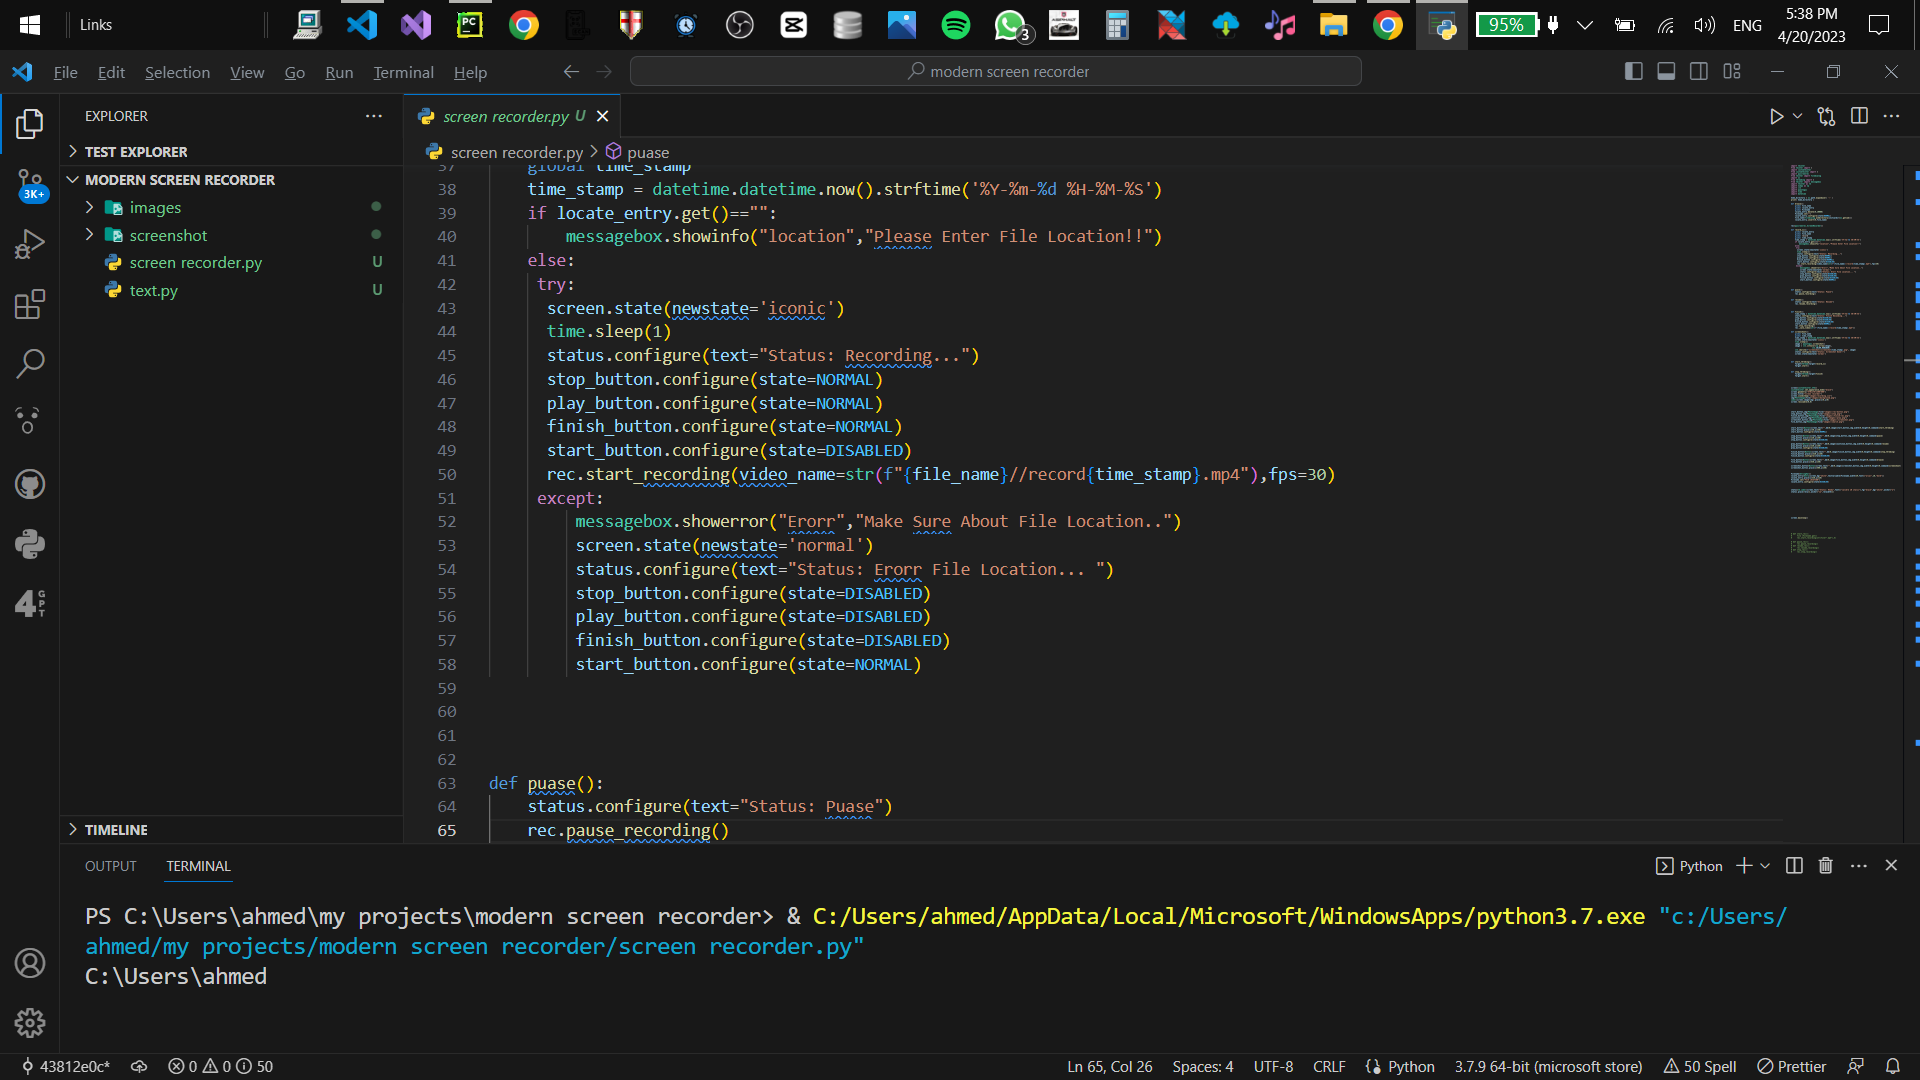 Links
PC
3
95%
ENG
5:38 PM
4/20/2023
File Edit Selection View Go Run Terminal Help
modern screen recorder
EXPLORER
screen recorder.py U
TEST EXPLORER
screen recorder.py > puase
MODERN SCREEN RECORDER
3K+
images
screenshot
screen recorder.py U
text.py U
37 global time_stamp
38 time_stamp = datetime.datetime.now().strftime('%Y-%m-%d %H-%M-%S')
39 if locate_entry.get()=="":
40 messagebox.showinfo("location","Please Enter File Location!!")
41 else:
42 try:
43 screen.state(newstate='iconic')
44 time.sleep(1)
45 status.configure(text="Status: Recording...")
46 stop_button.configure(state=NORMAL)
47 play_button.configure(state=NORMAL)
48 finish_button.configure(state=NORMAL)
49 start_button.configure(state=DISABLED)
50 rec.start_recording(video_name=str(f"{file_name}//record{time_stamp}.mp4"),fps=30)
51 except:
52 messagebox.showerror("Erorr","Make Sure About File Location..")
53 screen.state(newstate='normal')
54 status.configure(text="Status: Erorr File Location... ")
55 stop_button.configure(state=DISABLED)
56 play_button.configure(state=DISABLED)
57 finish_button.configure(state=DISABLED)
58 start_button.configure(state=NORMAL)
59
60
61
62
63 def puase():
64 status.configure(text="Status: Puase")
65 rec.pause_recording()
4 GPT
TIMELINE
OUTPUT TERMINAL
Python
PS C:\Users\ahmed\my projects\modern screen recorder> & C:/Users/ahmed/AppData/Local/Microsoft/WindowsApps/python3.7.exe "c:/Users/
ahmed/my projects/modern screen recorder/screen recorder.py"
C:\Users\ahmed
43812e0c* 0 0 50 Ln 65, Col 26 Spaces: 4 UTF-8 CRLF Python 3.7.9 64-bit (microsoft store) 50 Spell Prettier